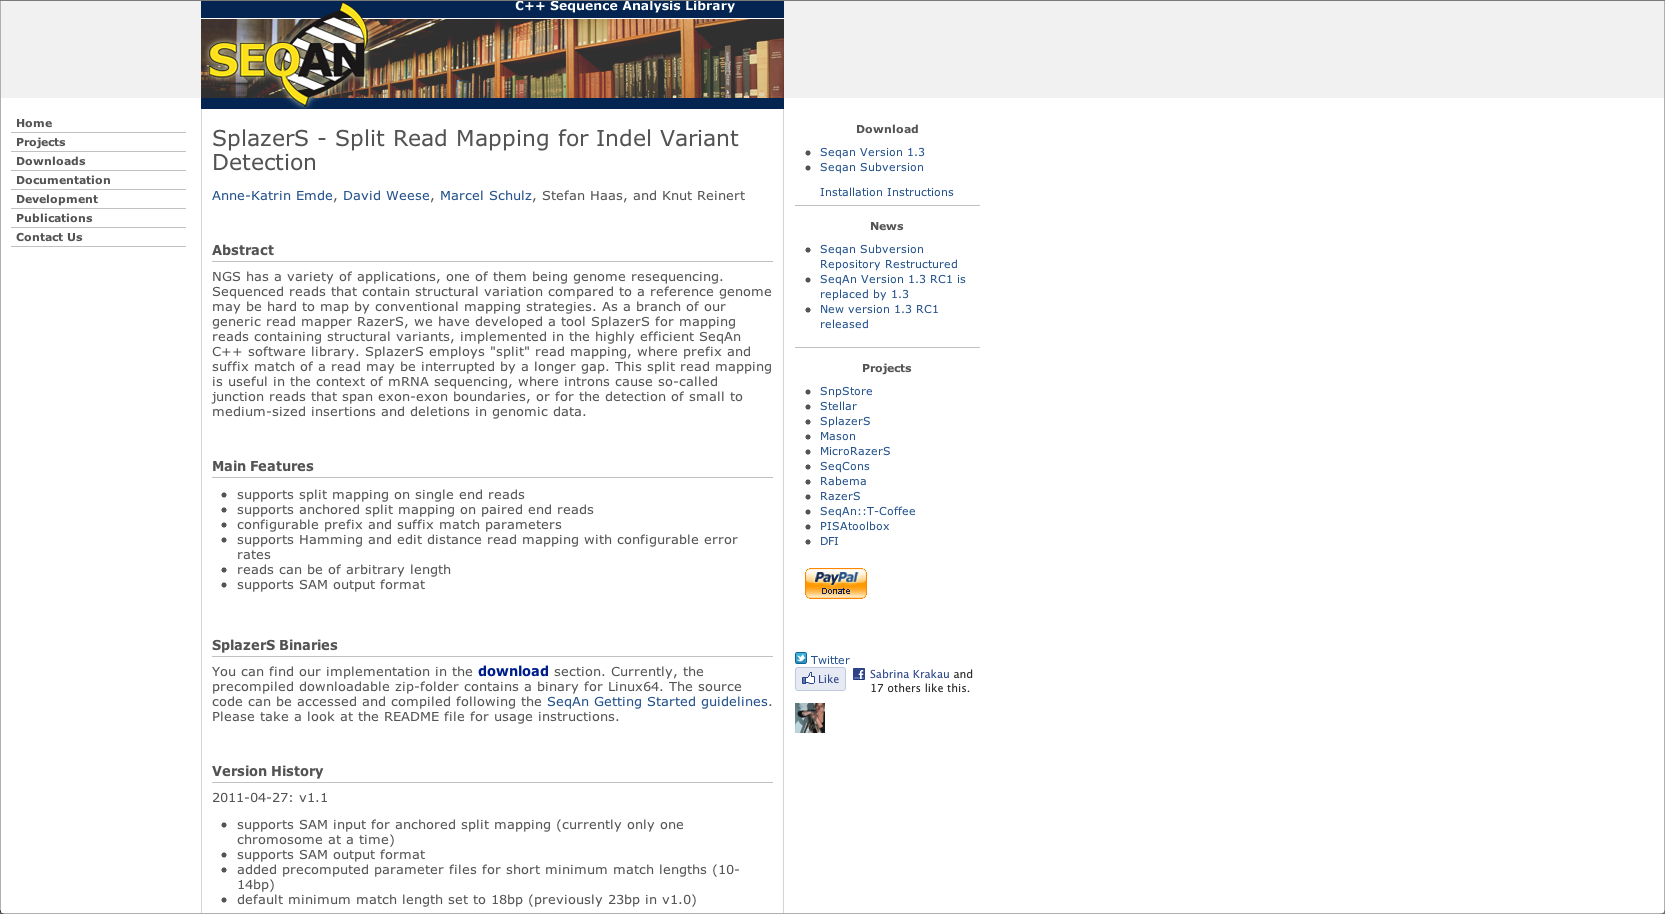 C++ Sequence Analysis Library
SEQAN
Home
Projects
Downloads
Documentation
Development
Publications
Contact Us
SplazerS - Split Read Mapping for Indel Variant
Detection
Anne-Katrin Emde, David Weese, Marcel Schulz, Stefan Haas, and Knut Reinert
Abstract
NGS has a variety of applications, one of them being genome resequencing.
Sequenced reads that contain structural variation compared to a reference genome
may be hard to map by conventional mapping strategies. As a branch of our
generic read mapper RazerS, we have developed a tool SplazerS for mapping
reads containing structural variants, implemented in the highly efficient SeqAn
C++ software library. SplazerS employs "split" read mapping, where prefix and
suffix match of a read may be interrupted by a longer gap. This split read mapping
is useful in the context of mRNA sequencing, where introns cause so-called
junction reads that span exon-exon boundaries, or for the detection of small to
medium-sized insertions and deletions in genomic data.
Main Features
supports split mapping on single end reads
supports anchored split mapping on paired end reads
configurable prefix and suffix match parameters
supports Hamming and edit distance read mapping with configurable error
rates
reads can be of arbitrary length
supports SAM output format
SplazerS Binaries
You can find our implementation in the download section. Currently, the
precompiled downloadable zip-folder contains a binary for Linux64. The source
code can be accessed and compiled following the SeqAn Getting Started guidelines.
Please take a look at the README file for usage instructions.
Version History
2011-04-27: v1.1
supports SAM input for anchored split mapping (currently only one
chromosome at a time)
supports SAM output format
added precomputed parameter files for short minimum match lengths (10-
14bp)
default minimum match length set to 18bp (previously 23bp in v1.0)
Download
Seqan Version 1.3
Seqan Subversion
Installation Instructions
News
Seqan Subversion
Repository Restructured
SeqAn Version 1.3 RC1 is
replaced by 1.3
New version 1.3 RC1
released
Projects
SnpStore
Stellar
SplazerS
Mason
MicroRazerS
SeqCons
Rabema
RazerS
SeqAn::T-Coffee
PISAtoolbox
DFI
PayPal
Donate
Twitter
Like
Sabrina Krakau and
17 others like this.